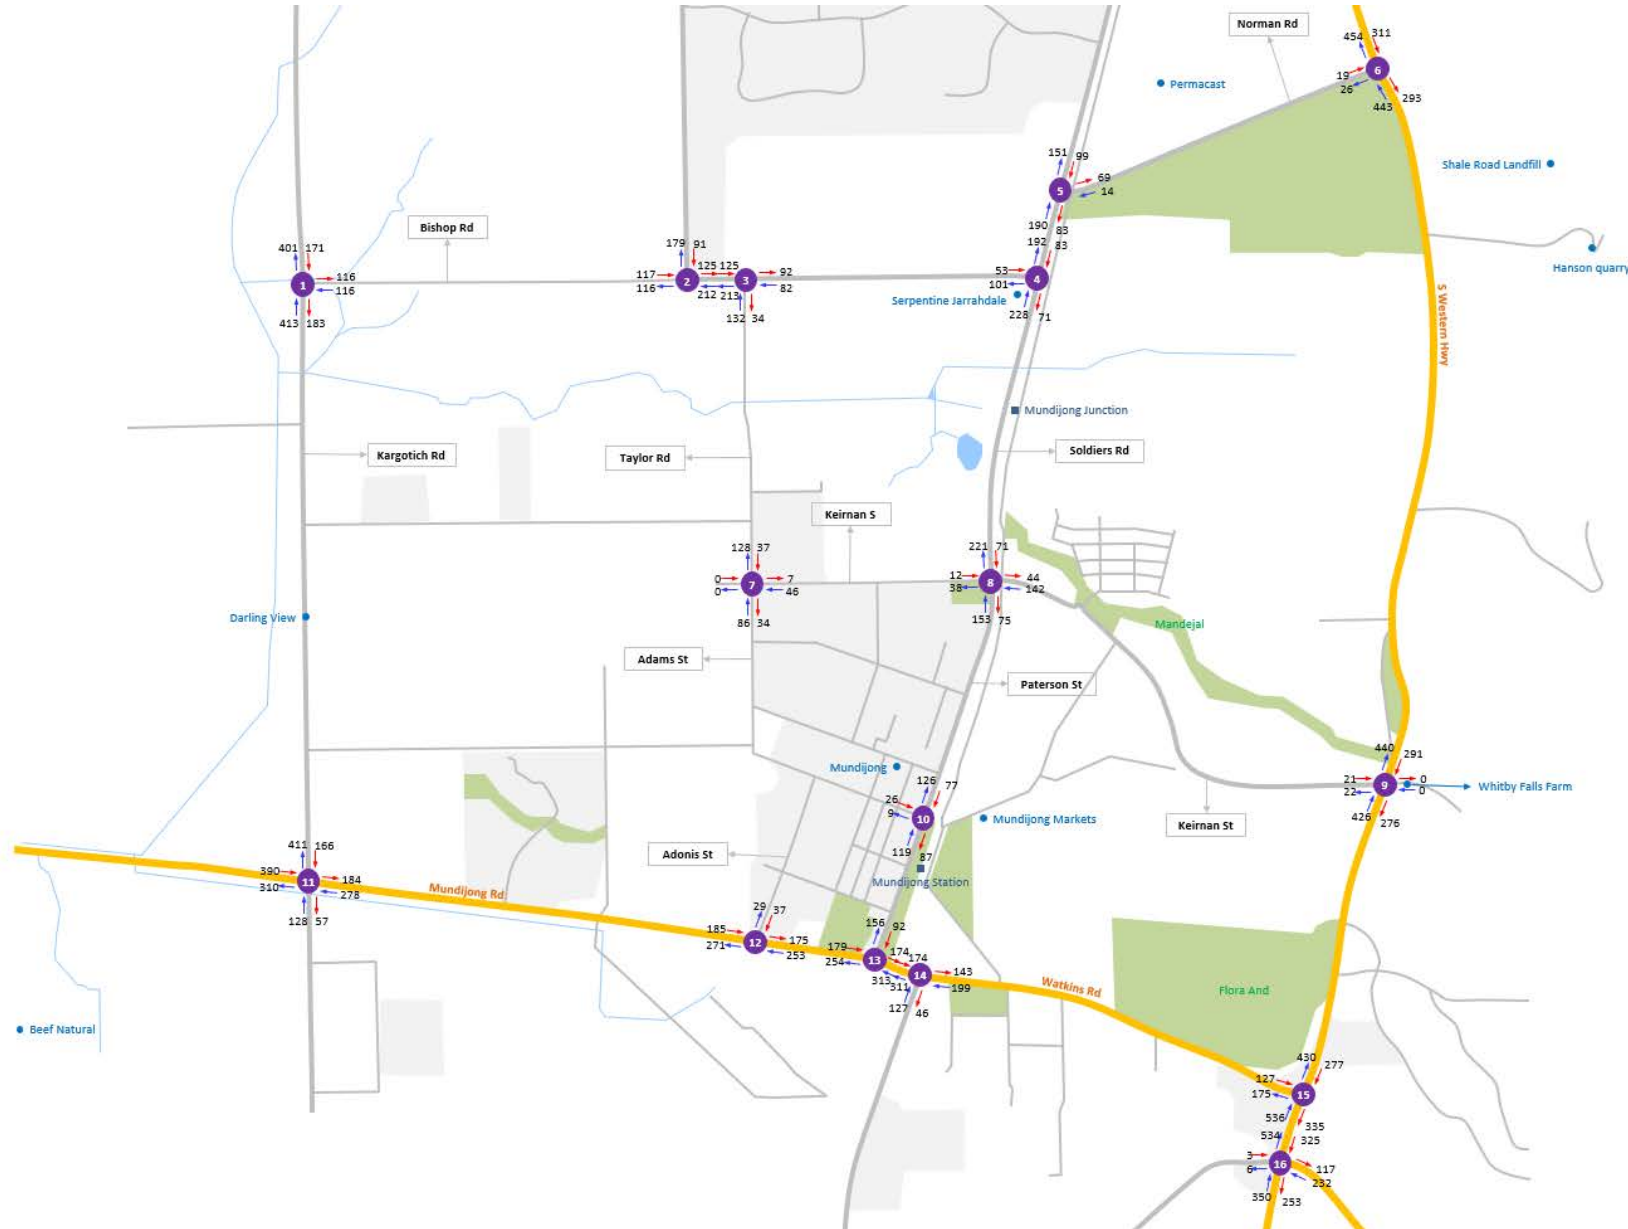 Norman Rd
454 311
6
19
26
293
443
Permacast
Shale Road Landfill
151 99
69
5
14
190 83
192 83
Hanson quarry
Bishop Rd
401 171
116
1
116
413 183
179 91
117 125 125
2
3
116 212 213
92
82
132 34
53
101
4
228 71
Serpentine Jarrahdale
S Western Hwy
Mundijong Junction
Kargotich Rd
Taylor Rd
Soldiers Rd
Keirnan S
128 37
0 7
7
0 46
86 34
221 71
12 44
8
38 142
153 75
Darling View
Mandejal
Adams St
Paterson St
440 291
21 0
9
22 0
426 276
Whitby Falls Farm
Mundijong
126 77
26
9
10
119 87
Mundijong Markets
Keirnan St
Adonis St
Mundijong Station
411 166
390 184
11
310 278
128 57
Mundijong Rd
29 37
185 175
12
271 253
156 92
179 174 174
13
254 313 311
14
143
199
127 46
Watkins Rd
Flora And
Beef Natural
430 277
127
15
175
536 335
534 325
3 117
16
6 232
350 253